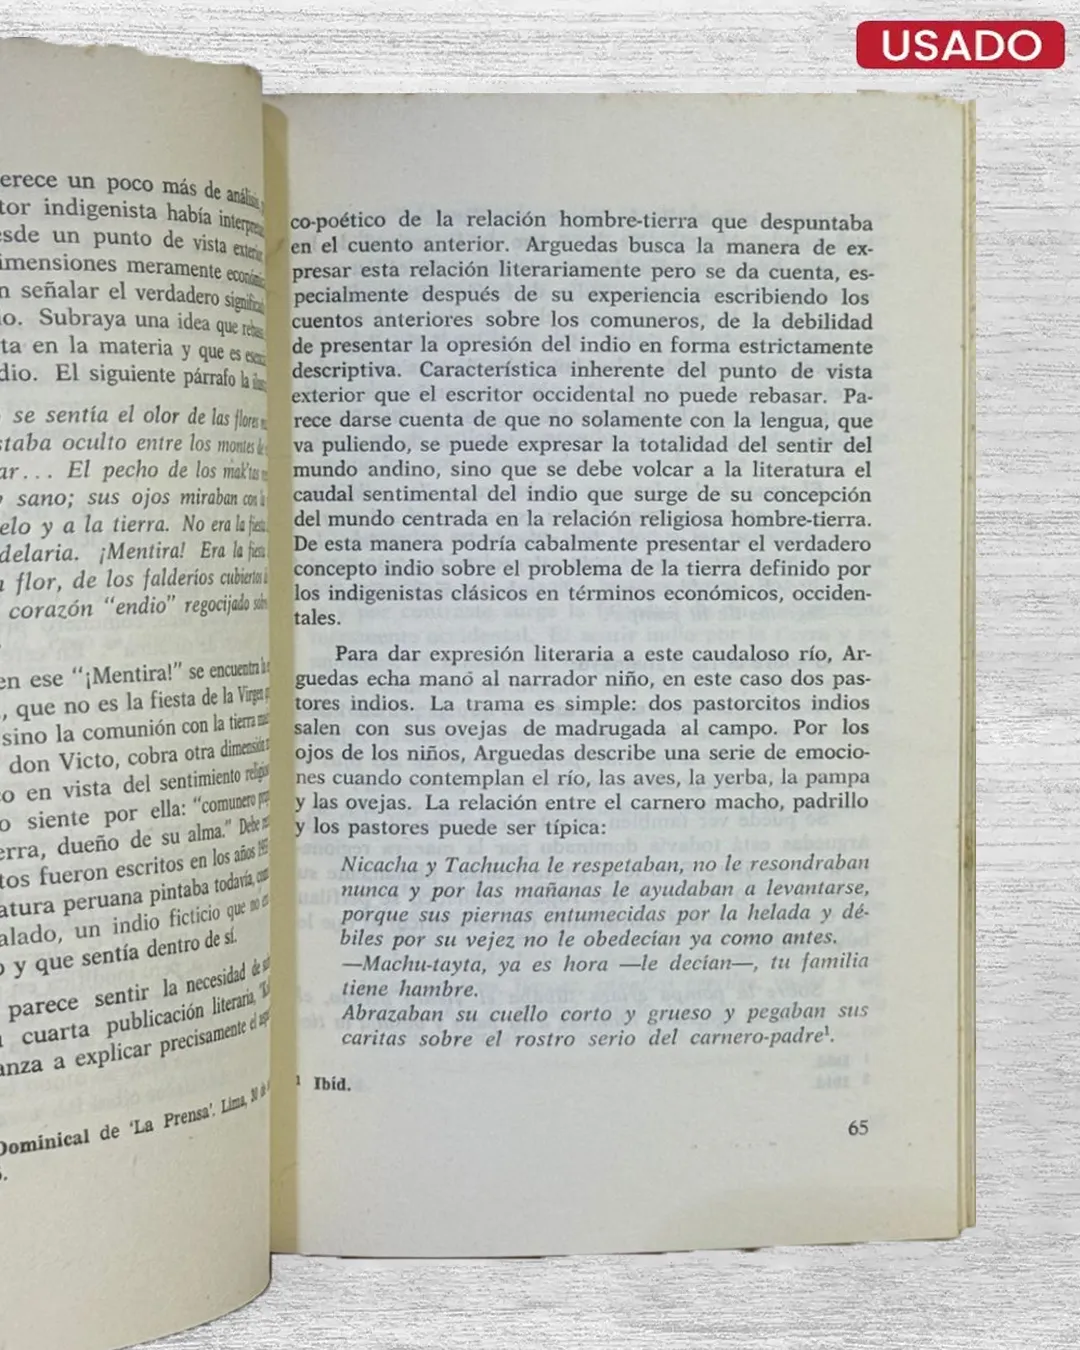 USADO
erece un poco más de análisis,
tor indigenista había
esde un punto de vista
imensiones meramente
n señalar el verdadero
no. Subraya una idea que
ta en la materia y que es
dio. El siguiente párrafo la
se sentía el olor de las flores
staba oculto entre los montes
ar... El pecho de los mak'tas
sano; sus ojos miraban con
elo y a la tierra. No era la fiesta
delaria. ¡Mentira! Era la fiesta
flor, de los falderíos cubiertos
corazón "endio" regocijado
en ese "¡Mentira!" se encuentra
, que no es la fiesta de la Virgen
sino la comunión con la tierra
don Victo, cobra otra dimensión
o en vista del sentimiento
o siente por ella: "comunero
erra, dueño de su alma." Debe
tos fueron escritos en los años
atura peruana pintaba todavía,
alado, un indio ficticio que no
o y que sentía dentro de sí.
parece sentir la necesidad de
cuarta publicación literaria,
anza a explicar precisamente el
Dominical de 'La Prensa'. Lima, 30 de
co-poético de la relación hombre-tierra que despuntaba
en el cuento anterior. Arguedas busca la manera de ex-
presar esta relación literariamente pero se da cuenta, es-
pecialmente después de su experiencia escribiendo los
cuentos anteriores sobre los comuneros, de la debilidad
de presentar la opresión del indio en forma estrictamente
descriptiva. Característica inherente del punto de vista
exterior que el escritor occidental no puede rebasar. Pa-
rece darse cuenta de que no solamente con la lengua, que
va puliendo, se puede expresar la totalidad del sentir del
mundo andino, sino que se debe volcar a la literatura el
caudal sentimental del indio que surge de su concepción
del mundo centrada en la relación religiosa hombre-tierra.
De esta manera podría cabalmente presentar el verdadero
concepto indio sobre el problema de la tierra definido por
los indigenistas clásicos en términos económicos, occiden-
tales.
Para dar expresión literaria a este caudaloso río, Ar-
guedas echa mano al narrador niño, en este caso dos pas-
tores indios. La trama es simple: dos pastorcitos indios
salen con sus ovejas de madrugada al campo. Por los
ojos de los niños, Arguedas describe una serie de emocio-
nes cuando contemplan el río, las aves, la yerba, la pampa
y las ovejas. La relación entre el carnero macho, padrillo
y los pastores puede ser típica:
Nicacha y Tachucha le respetaban, no le resondraban
nunca y por las mañanas le ayudaban a levantarse,
porque sus piernas entumecidas por la helada y dé-
biles por su vejez no le obedecían ya como antes.
—Machu-tayta, ya es hora —le decían—, tu familia
tiene hambre.
Abrazaban su cuello corto y grueso y pegaban sus
caritas sobre el rostro serio del carnero-padre¹.
¹ Ibíd.
65